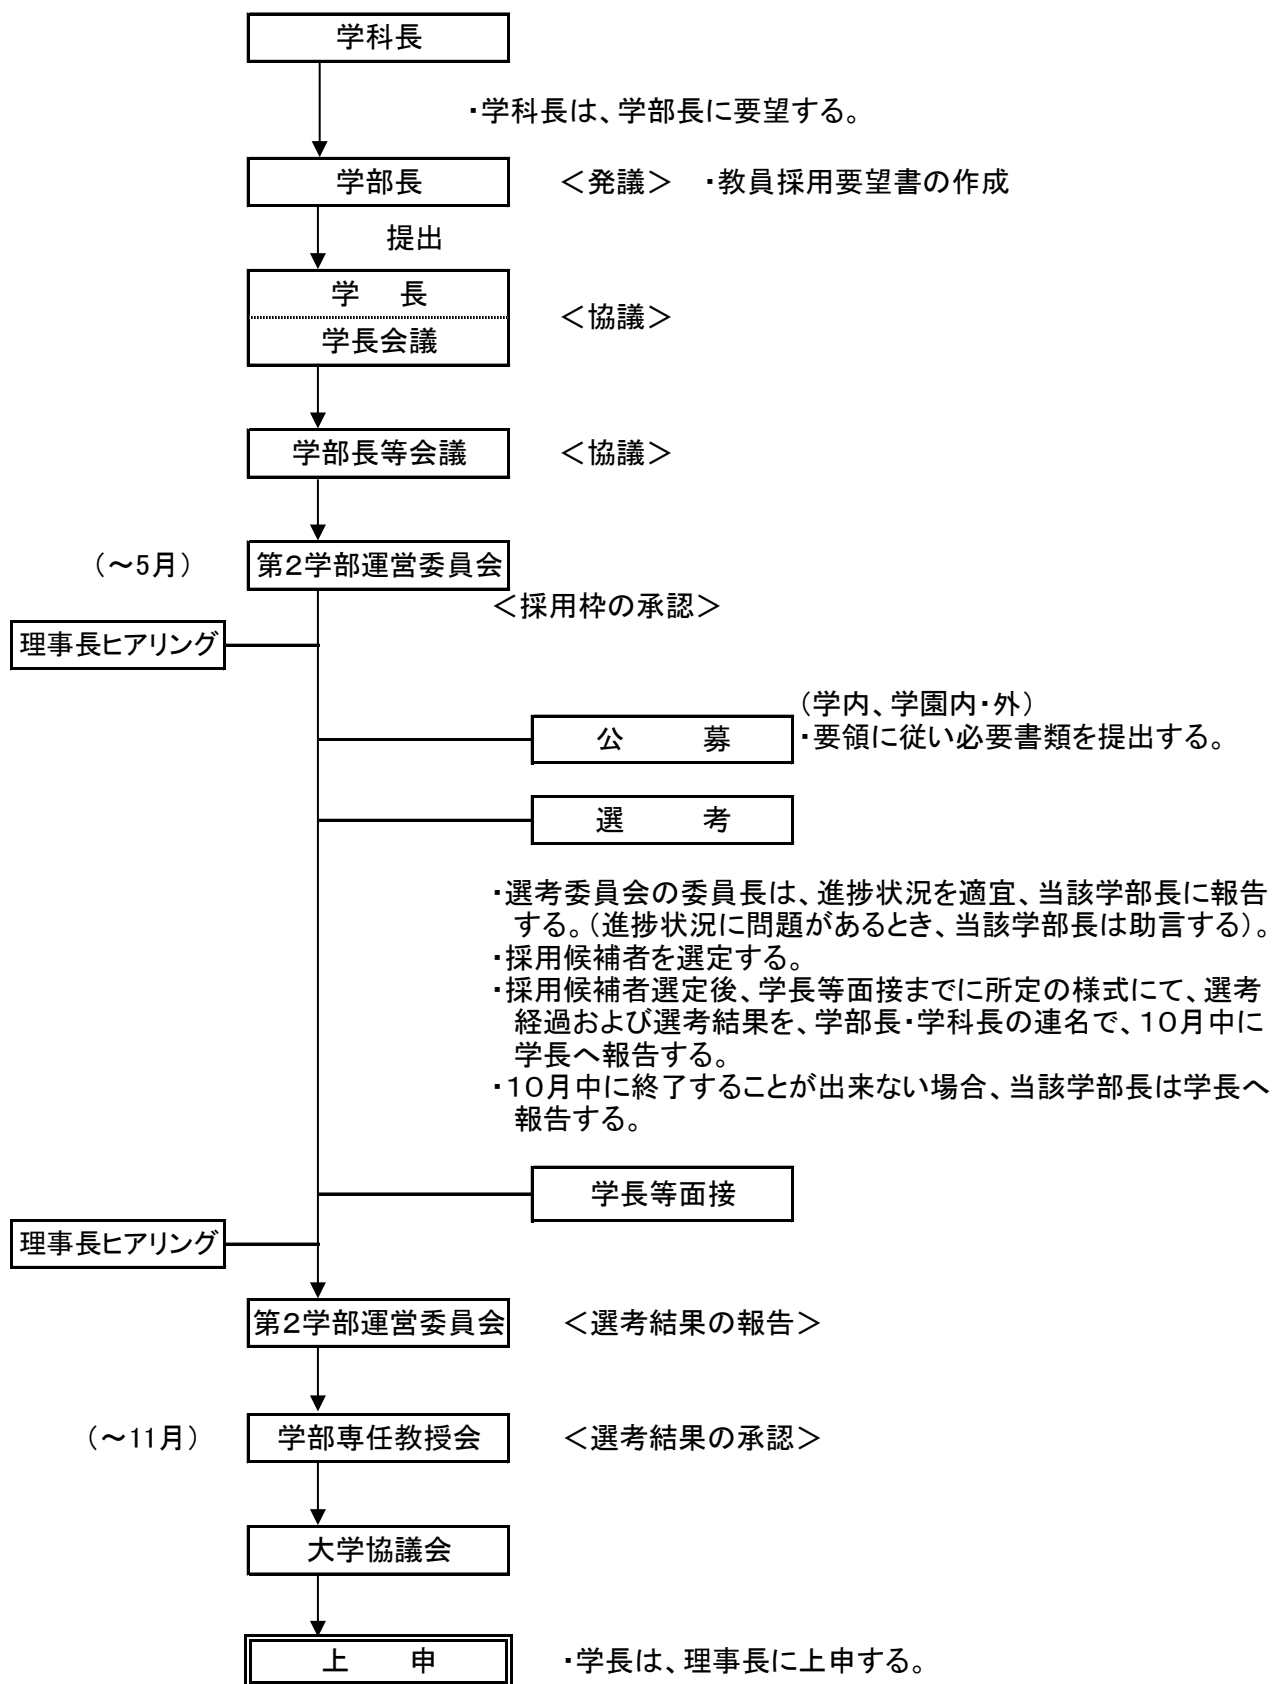 学科長
・学科長は、学部長に要望する。
学部長 ＜発議＞ ・教員採用要望書の作成
提出
学　長
＜協議＞
学長会議
学部長等会議 ＜協議＞
（～5月） 第２学部運営委員会
＜採用枠の承認＞
理事長ヒアリング
（学内、学園内・外）
公　　募 ・要領に従い必要書類を提出する。
選　　考
・選考委員会の委員長は、進捗状況を適宜、当該学部長に報告
する。（進捗状況に問題があるとき、当該学部長は助言する）。
・採用候補者を選定する。
・採用候補者選定後、学長等面接までに所定の様式にて、選考
経過および選考結果を、学部長・学科長の連名で、１０月中に
学長へ報告する。
・１０月中に終了することが出来ない場合、当該学部長は学長へ
報告する。
学長等面接
理事長ヒアリング
第２学部運営委員会 ＜選考結果の報告＞
（～11月） 学部専任教授会 ＜選考結果の承認＞
大学協議会
上　　申 ・学長は、理事長に上申する。